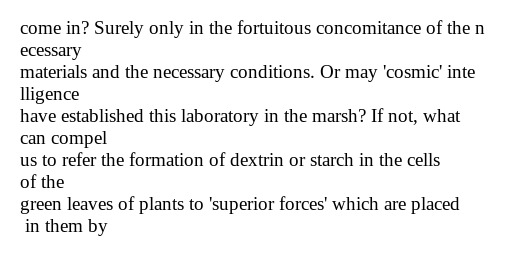 come in? Surely only in the fortuitous concomitance of the n
ecessary
materials and the necessary conditions. Or may 'cosmic' inte
lligence
have established this laboratory in the marsh? If not, what
can compel
us to refer the formation of dextrin or starch in the cells
of the
green leaves of plants to 'superior forces' which are placed
in them by